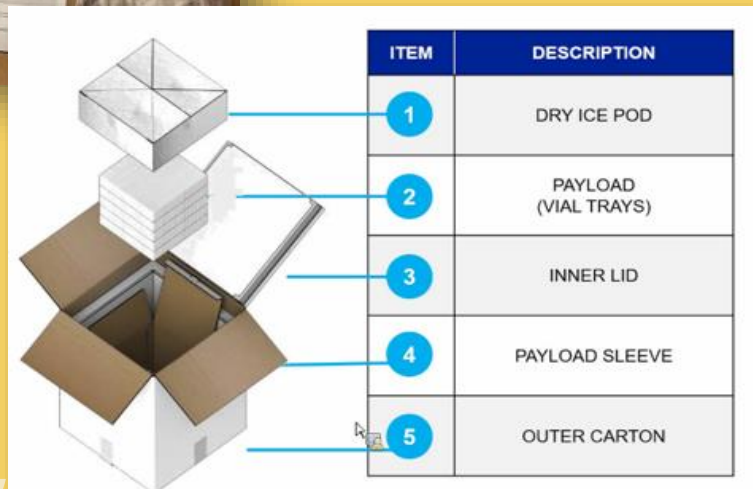 ITEM DESCRIPTION
1 DRY ICE POD
2 PAYLOAD
(VIAL TRAYS)
3 INNER LID
4 PAYLOAD SLEEVE
5 OUTER CARTON